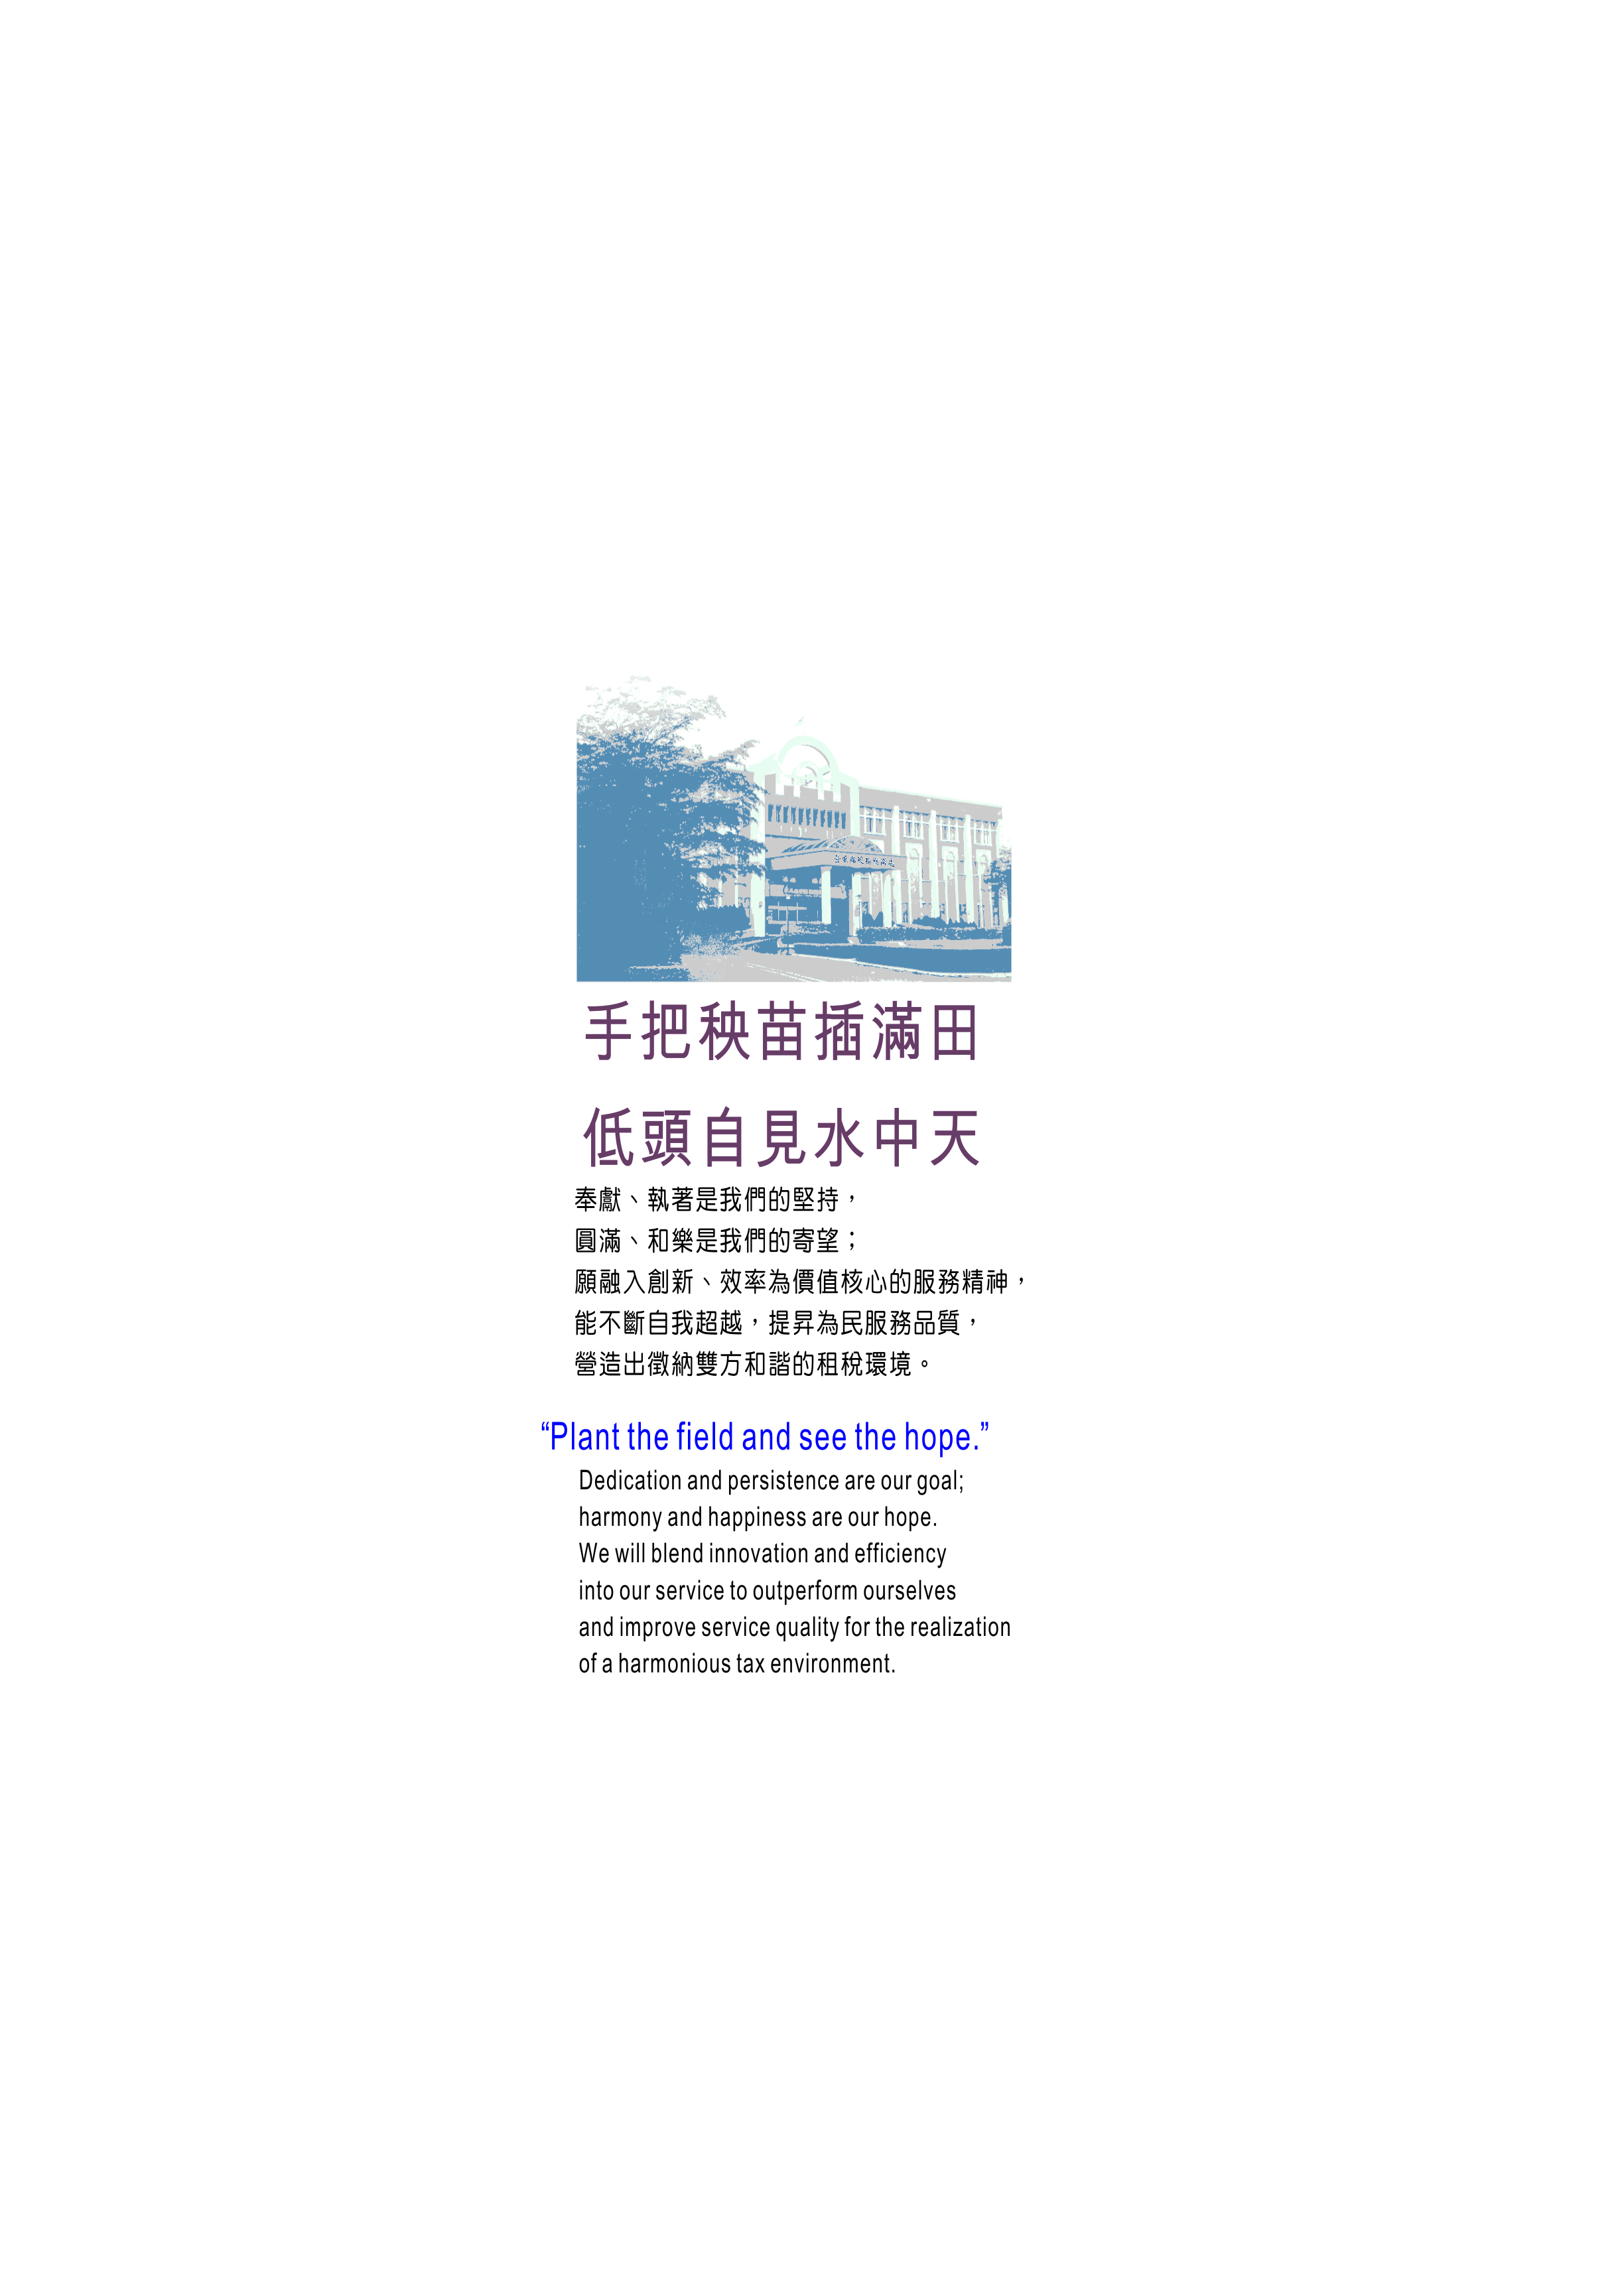 手把秧苗插滿田
低頭自見水中天
奉獻、執著是我們的堅持，
圓滿、和樂是我們的寄望；
願融入創新、效率為價值核心的服務精神，
能不斷自我超越，提昇為民服務品質，
營造出徵納雙方和諧的租稅環境。
“Plant the field and see the hope.”
Dedication and persistence are our goal;
harmony and happiness are our hope.
We will blend innovation and efficiency
into our service to outperform ourselves
and improve service quality for the realization
of a harmonious tax environment.